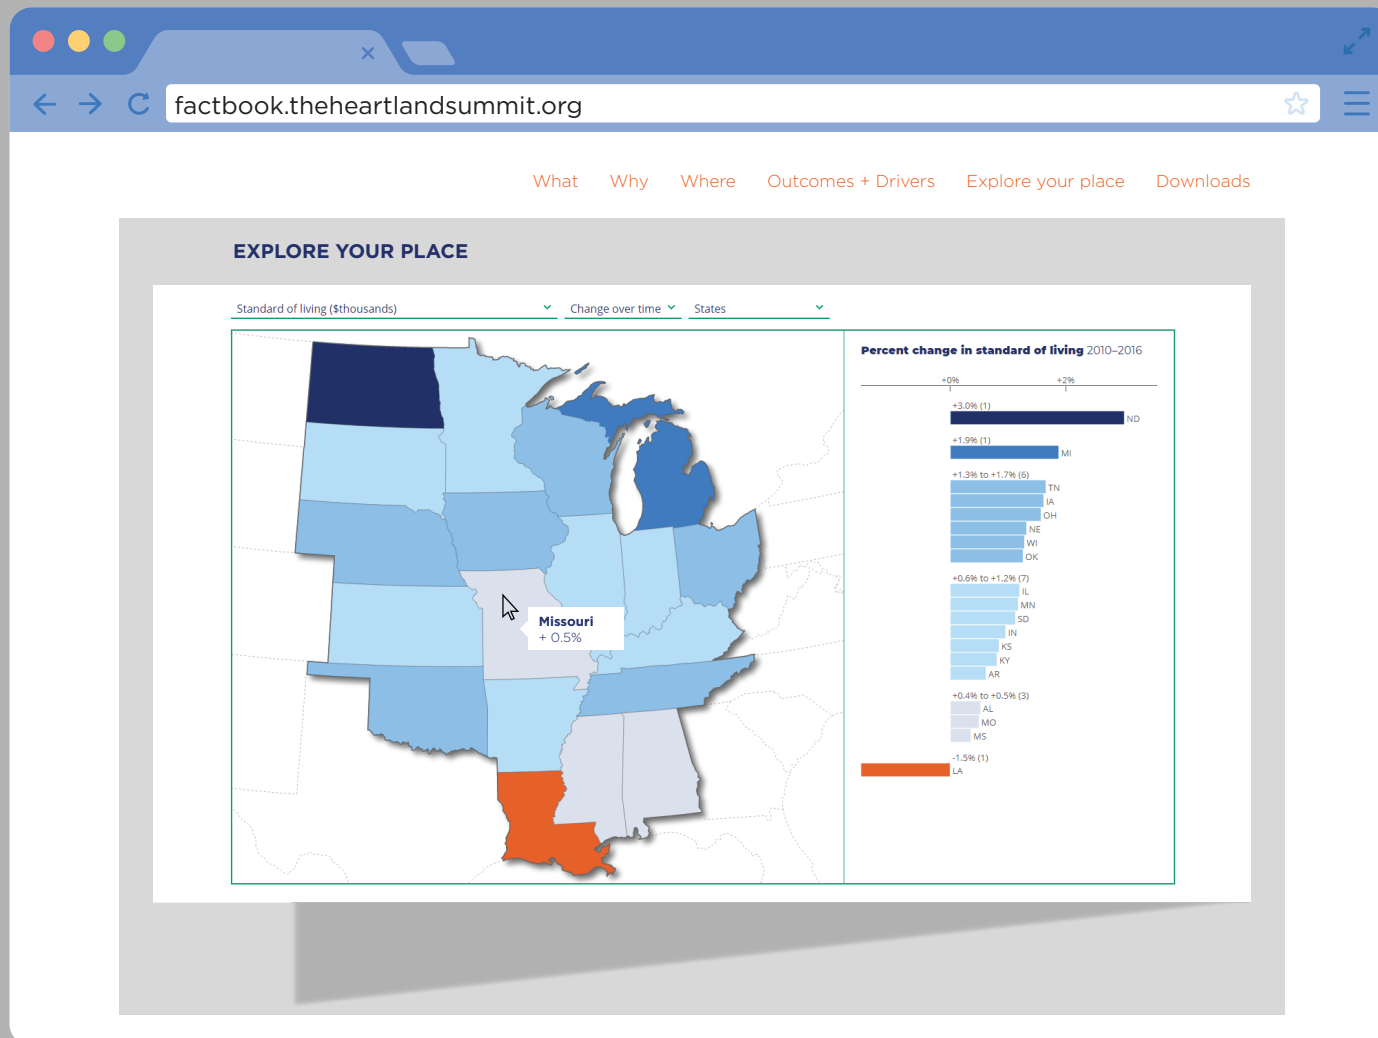 factbook.theheartlandsummit.org
What Why Where Outcomes + Drivers Explore your place Downloads
EXPLORE YOUR PLACE
Standard of living ($thousands) Change over time States
Percent change in standard of living 2010–2016
+0% +2%
+3.0% (1)
ND
+1.9% (1)
MI
+1.3% to +1.7% (6)
TN
IA
OH
NE
WI
OK
+0.6% to +1.2% (7)
IL
MN
SD
IN
KS
KY
AR
+0.4% to +0.5% (3)
AL
MO
MS
-1.5% (1)
LA
Missouri
+ 0.5%